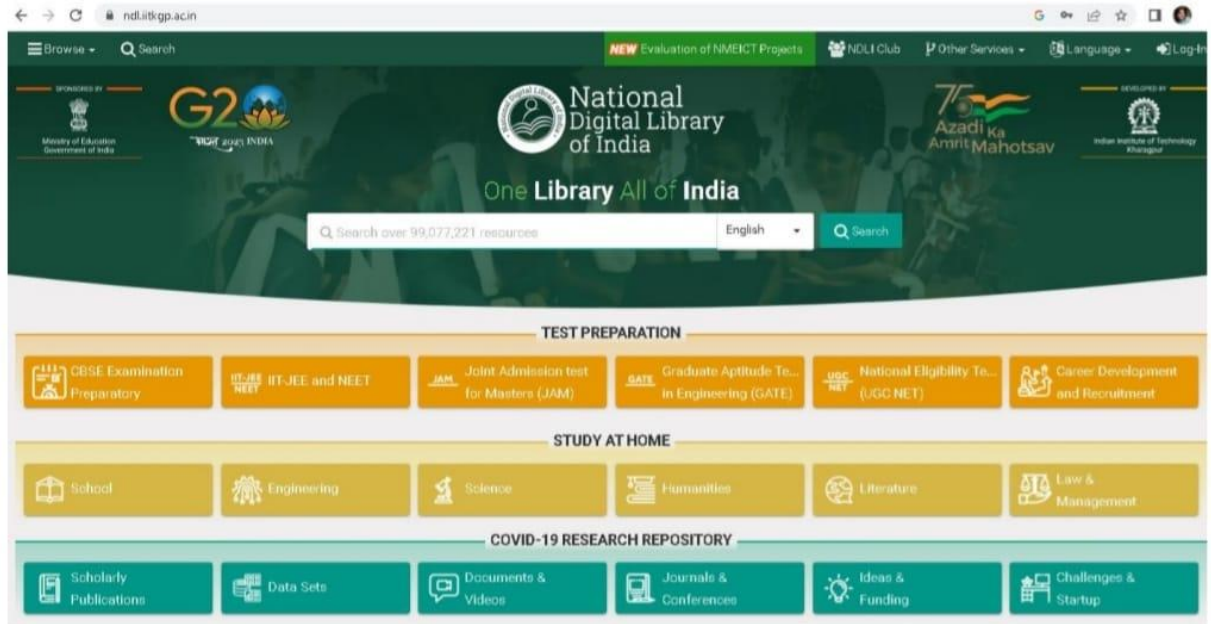 ndl.iitkgp.ac.in
Browse
Search
NEW Evaluation of NMEICT Projects
NDLI Club
Other Services
Language
Log-In
SPONSORED BY
Ministry of Education
Government of India
G20
भारत 2023 INDIA
National
Digital Library
of India
75
Azadi Ka
Amrit Mahotsav
DEVELOPED BY
Indian Institute of Technology
Kharagpur
One Library All of India
Search over 99,077,221 resources
English
Search
TEST PREPARATION
CBSE Examination
Preparatory
IIT-JEE
NEET
IIT-JEE and NEET
JAM
Joint Admission test
for Masters (JAM)
GATE
Graduate Aptitude Te...
in Engineering (GATE)
UGC
NET
National Eligibility Te...
(UGC NET)
Career Development
and Recruitment
STUDY AT HOME
School
Engineering
Science
Humanities
Literature
Law &
Management
COVID-19 RESEARCH REPOSITORY
Scholarly
Publications
Data Sets
Documents &
Videos
Journals &
Conferences
Ideas &
Funding
Challenges &
Startup